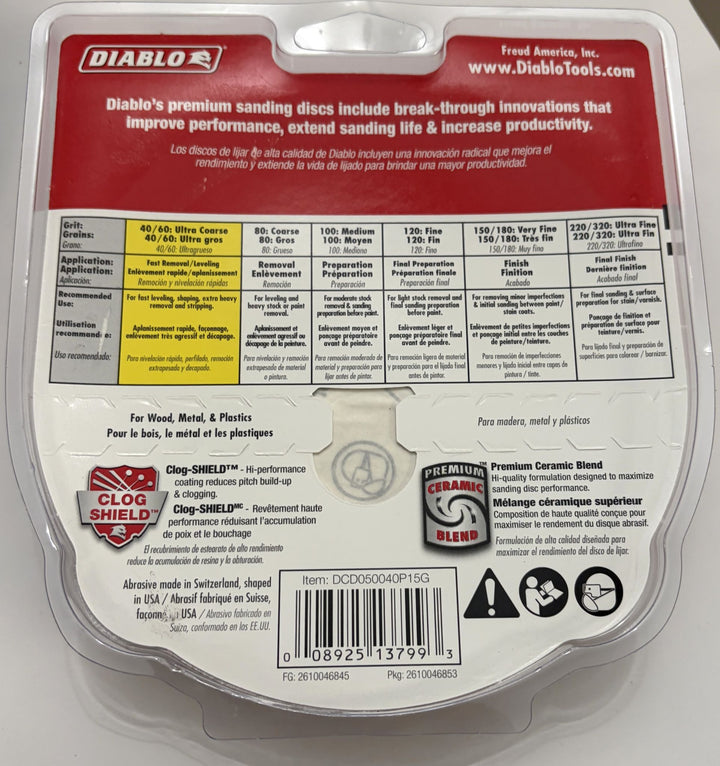 DIABLO
Freud America, Inc.
www.DiabloTools.com
Diablo's premium sanding discs include break-through innovations that
improve performance, extend sanding life & increase productivity.
Los discos de lijar de alta calidad de Diablo incluyen una innovación radical que mejora el
rendimiento y extiende la vida de lijado para brindar una mayor productividad.
Grit:
Grains:
Grano:
40/60: Ultra Coarse
40/60: Ultra gros
40/60: Ultragrueso
80: Coarse
80: Gros
80: Grueso
100: Medium
100: Moyen
100: Mediano
120: Fine
120: Fin
120: Fino
150/180: Very Fine
150/180: Très fin
150/180: Muy fino
220/320: Ultra Fine
220/320: Ultra Fin
220/320: Ultrafino
Application:
Application:
Aplicación:
Fast Removal/Leveling
Enlèvement rapide/aplanissement
Remoción y nivelación rápidas
Removal
Enlèvement
Remoción
Preparation
Préparation
Preparación
Final Preparation
Préparation finale
Preparación final
Finish
Finition
Acabado
Final Finish
Dernière finition
Acabado final
Recommended
Use:
Utilisation
recommandée:
Uso recomendado:
For fast leveling, shaping, extra heavy
removal and stripping.
Aplanissement rapide, façonnage,
enlèvement très agressif et décapage.
Para nivelación rápida, perfilado, remoción
extrapesada y decapado.
For leveling and
heavy stock or paint
removal.
Aplanissement et
enlèvement agressif ou
décapage de la peinture.
Para nivelación y remoción
extrapesada de material
o pintura.
For moderate stock
removal & sanding
preparation before paint.
Enlèvement moyen et
ponçage préparatoire
avant de peindre.
Para remoción moderada de
material y preparación para
lijar antes de pintar.
For light stock removal and
final sanding preparation
before paint.
Enlèvement léger et
ponçage préparatoire final
avant de peindre.
Para remoción ligera de material
y preparación para el lijado final
antes de pintar.
For removing minor imperfections
& initial sanding between paint/
stain coats.
Enlèvement de petites imperfections
et ponçage initial entre les couches
de peinture/teinture.
Para remoción de imperfecciones
menores y lijado inicial entre capas de
pintura / tinte.
For final sanding & surface
preparation for stain/varnish.
Ponçage de finition et
préparation de surface pour
teinture/vernis.
Para lijado final y preparación de
superficies para colorear / barnizar.
For Wood, Metal, & Plastics
Pour le bois, le métal et les plastiques
Para madera, metal y plásticos
CLOG
SHIELD™
Clog-SHIELD™ - Hi-performance
coating reduces pitch build-up
& clogging.
Clog-SHIELDMC - Revêtement haute
performance réduisant l'accumulation
de poix et le bouchage
El recubrimiento de estearato de alto rendimiento
reduce la acumulación de resina y la obturación.
PREMIUM™
CERAMIC
BLEND
Premium Ceramic Blend
Hi-quality formulation designed to maximize
sanding disc performance.
Mélange céramique supérieur
Composition de haute qualité conçue pour
maximiser le rendement du disque abrasif.
Formulación de alta calidad diseñada para
maximizar el rendimiento del disco de lijar.
Abrasive made in Switzerland, shaped
in USA / Abrasif fabriqué en Suisse,
façonn USA / Abrasivo fabricado en
Suiza, conformado en los EE.UU.
Item: DCD050040P15G
0 08925 13799 3
FG: 2610046845
Pkg: 2610046853